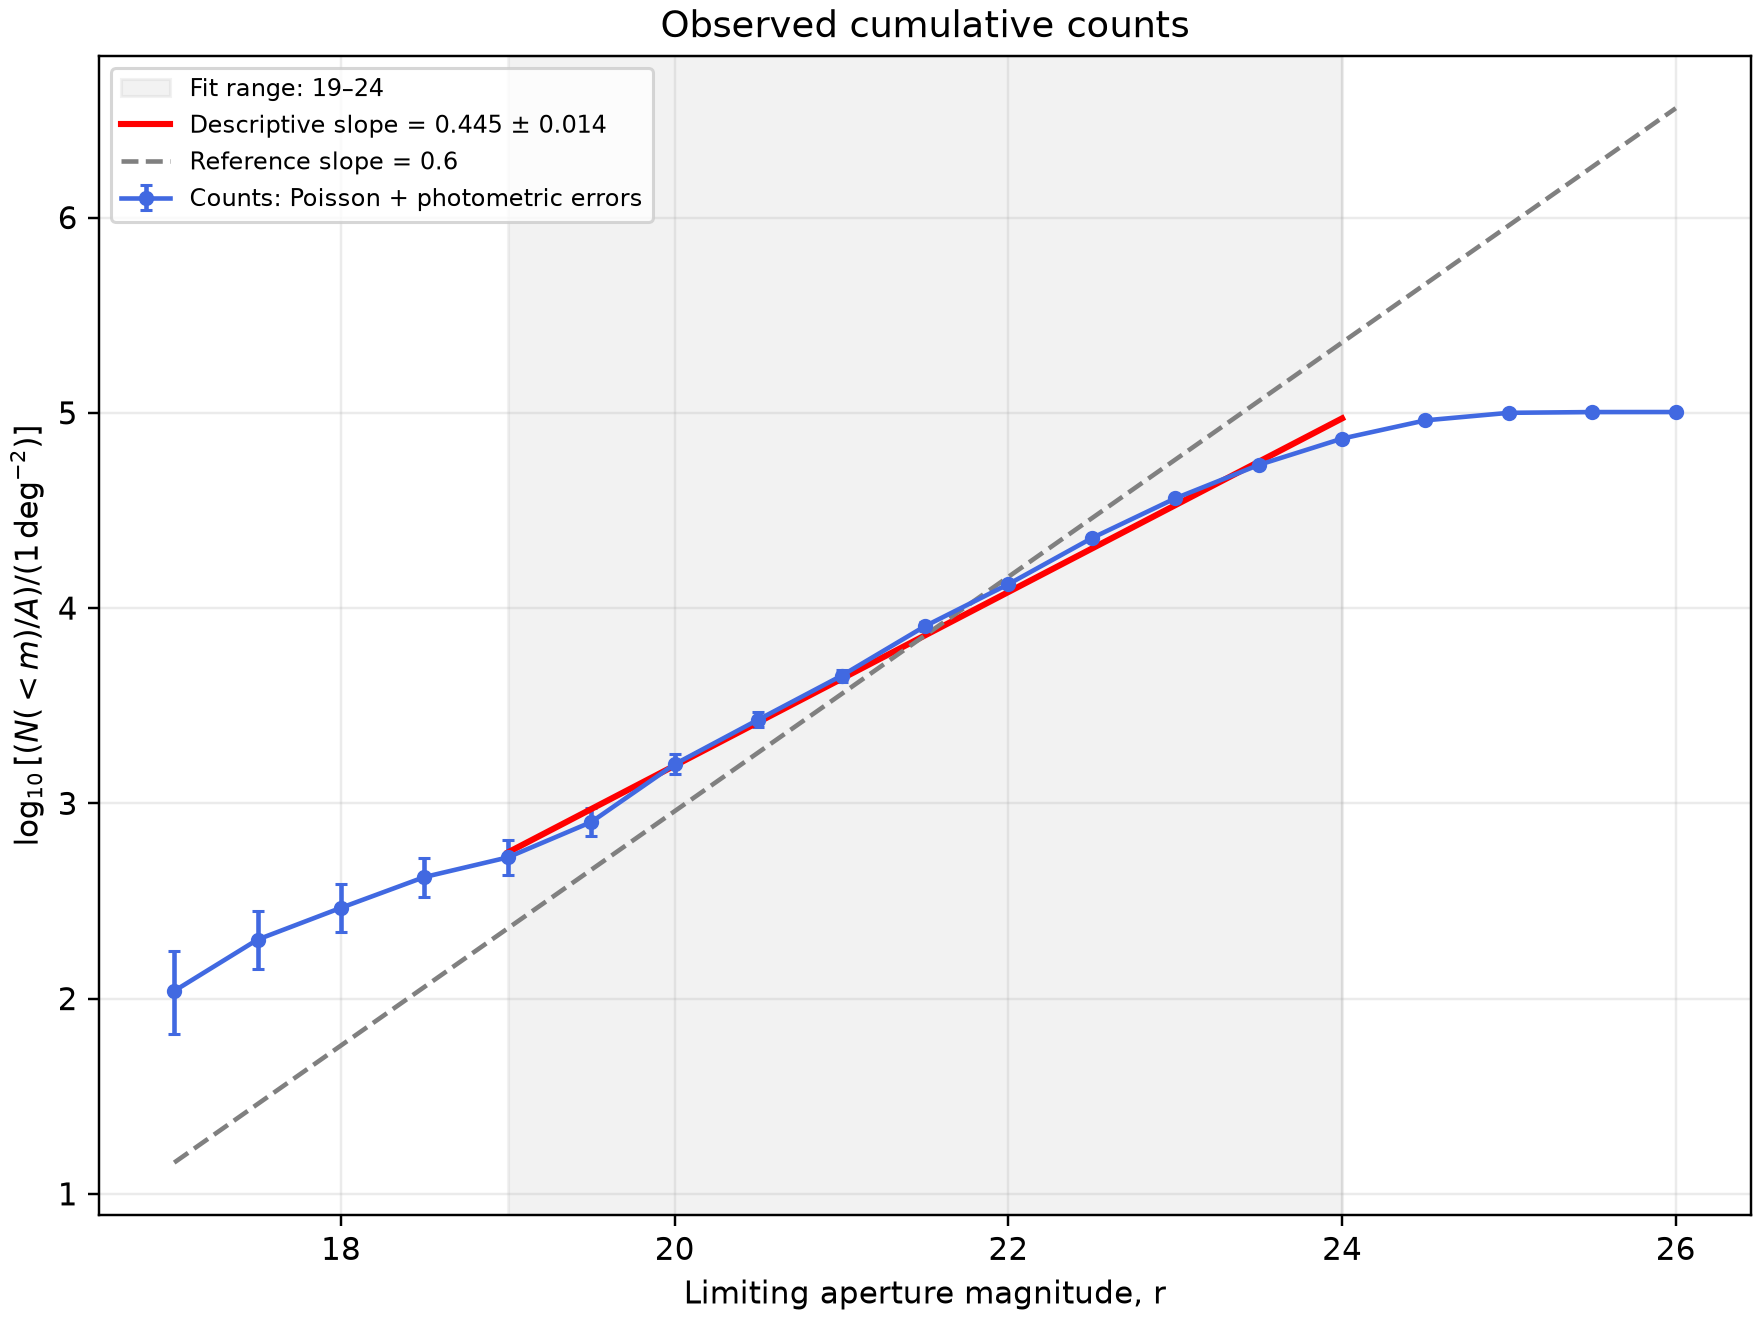 Observed cumulative counts
Fit range: 19–24
Descriptive slope = 0.445 ± 0.014
Reference slope = 0.6
Counts: Poisson + photometric errors
log₁₀[(N(<m)/A)/(1 deg⁻²)]
6
5
4
3
2
1
18 20 22 24 26
Limiting aperture magnitude, r